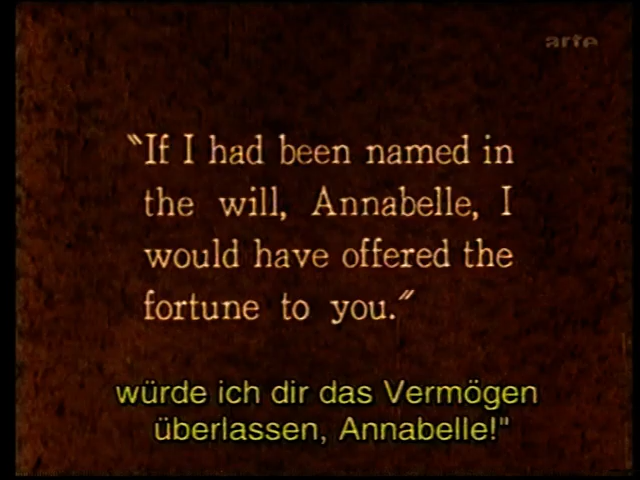 arte
"If I had been named in
the will, Annabelle, I
would have offered the
fortune to you."
würde ich dir das Vermögen
überlassen, Annabelle!"